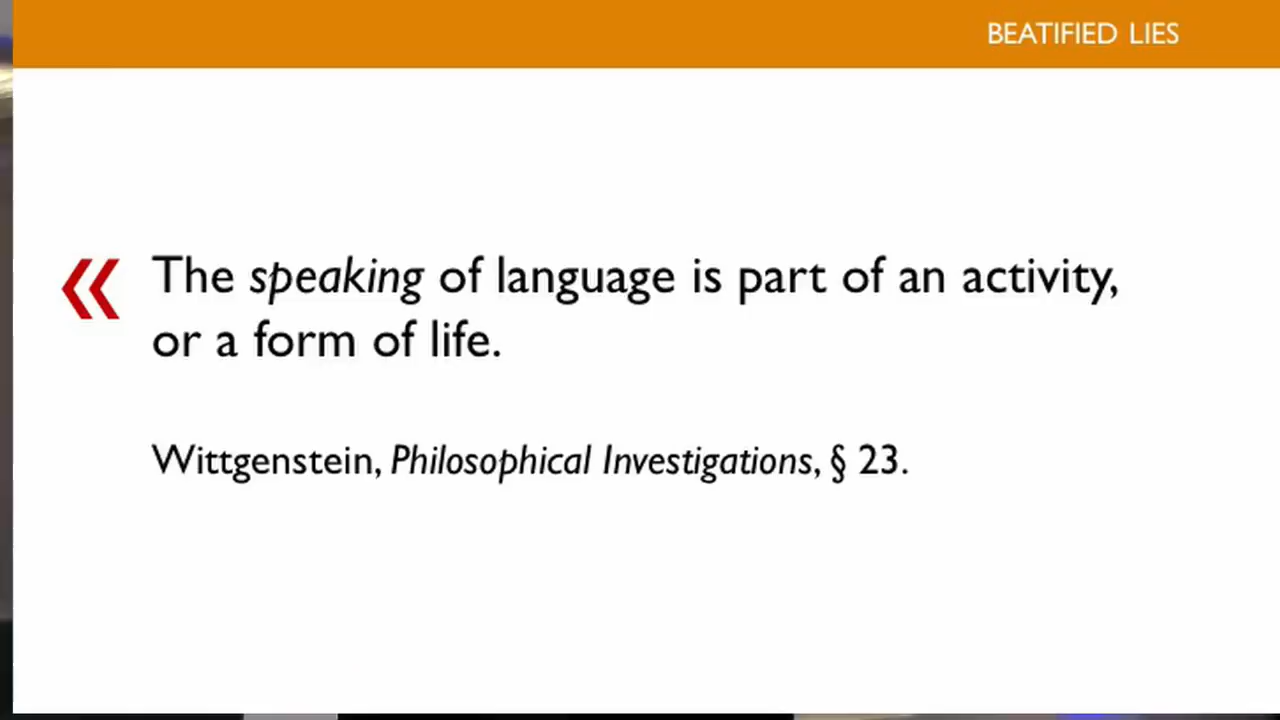 BEATIFIED LIES
« The speaking of language is part of an activity,
or a form of life.
Wittgenstein, Philosophical Investigations, § 23.